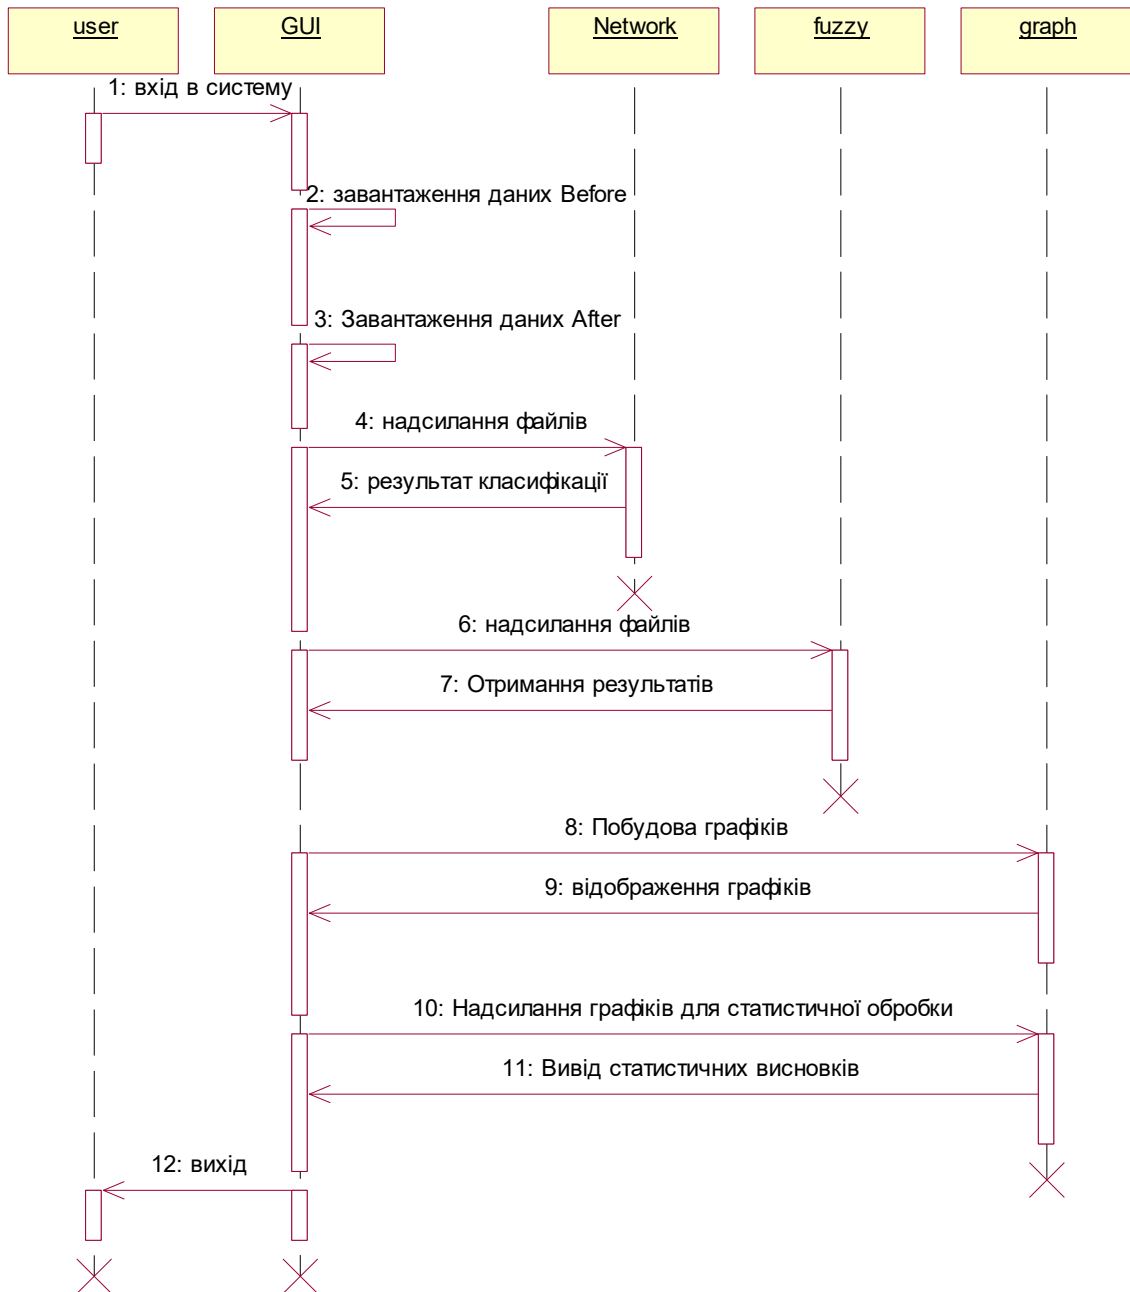 user
GUI
Network
fuzzy
graph
1: вхід в систему
2: завантаження даних Before
3: Завантаження даних After
4: надсилання файлів
5: результат класифікації
6: надсилання файлів
7: Отримання результатів
8: Побудова графіків
9: відображення графіків
10: Надсилання графіків для статистичної обробки
11: Вивід статистичних висновків
12: вихід